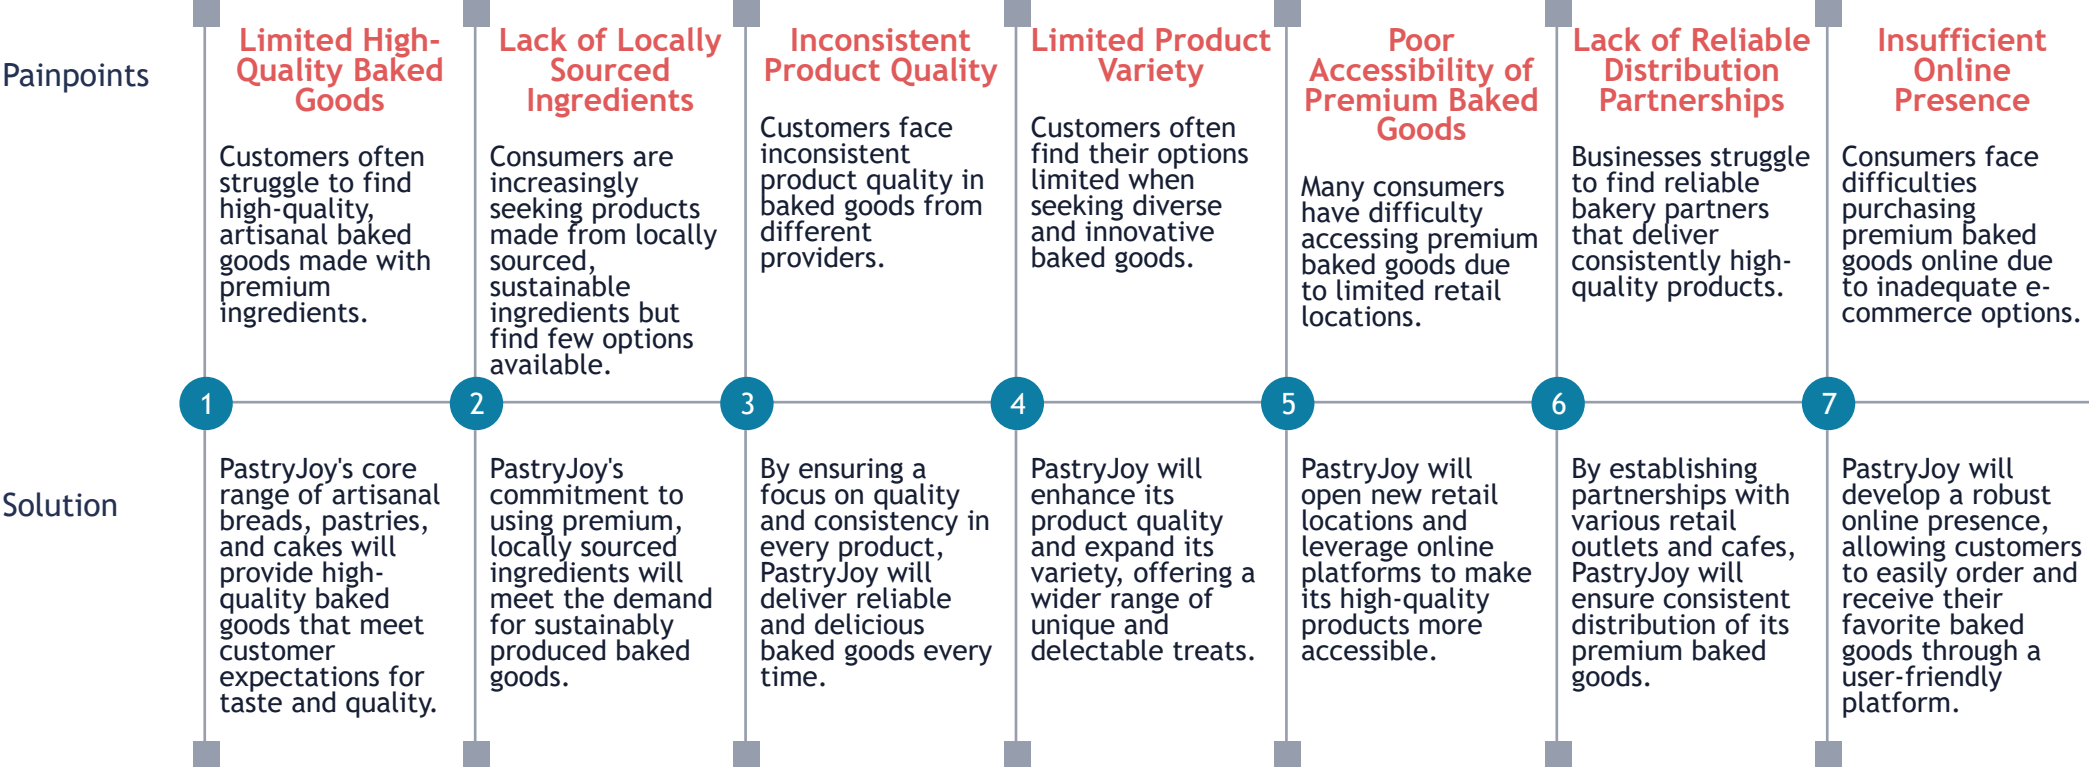 Painpoints
Limited High-
Quality Baked
Goods
Customers often
struggle to find
high-quality,
artisanal baked
goods made with
premium
ingredients.
Lack of Locally
Sourced
Ingredients
Consumers are
increasingly
seeking products
made from locally
sourced,
sustainable
ingredients but
find few options
available.
Inconsistent
Product Quality
Customers face
inconsistent
product quality in
baked goods from
different
providers.
Limited Product
Variety
Customers often
find their options
limited when
seeking diverse
and innovative
baked goods.
Poor
Accessibility of
Premium Baked
Goods
Many consumers
have difficulty
accessing premium
baked goods due
to limited retail
locations.
Lack of Reliable
Distribution
Partnerships
Businesses struggle
to find reliable
bakery partners
that deliver
consistently high-
quality products.
Insufficient
Online
Presence
Consumers face
difficulties
purchasing
premium baked
goods online due
to inadequate e-
commerce options.
1
2
3
4
5
6
7
Solution
PastryJoy's core
range of artisanal
breads, pastries,
and cakes will
provide high-
quality baked
goods that meet
customer
expectations for
taste and quality.
PastryJoy's
commitment to
using premium,
locally sourced
ingredients will
meet the demand
for sustainably
produced baked
goods.
By ensuring a
focus on quality
and consistency in
every product,
PastryJoy will
deliver reliable
and delicious
baked goods every
time.
PastryJoy will
enhance its
product quality
and expand its
variety, offering a
wider range of
unique and
delectable treats.
PastryJoy will
open new retail
locations and
leverage online
platforms to make
its high-quality
products more
accessible.
By establishing
partnerships with
various retail
outlets and cafes,
PastryJoy will
ensure consistent
distribution of its
premium baked
goods.
PastryJoy will
develop a robust
online presence,
allowing customers
to easily order and
receive their
favorite baked
goods through a
user-friendly
platform.